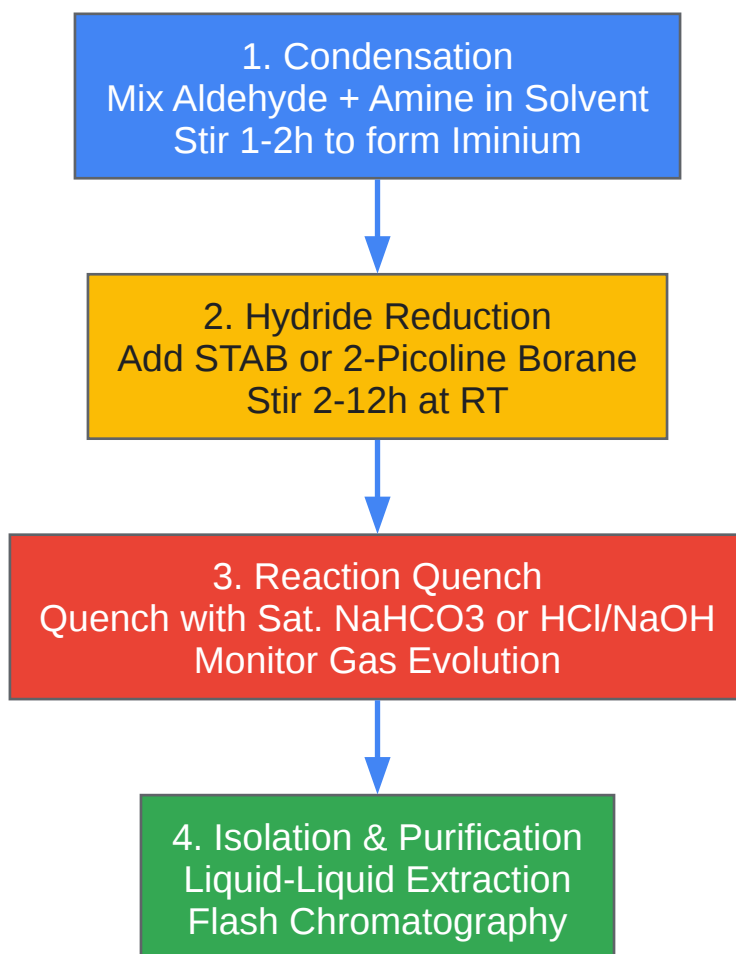 1. Condensation
Mix Aldehyde + Amine in Solvent
Stir 1-2h to form Iminium
2. Hydride Reduction
Add STAB or 2-Picoline Borane
Stir 2-12h at RT
3. Reaction Quench
Quench with Sat. NaHCO3 or HCl/NaOH
Monitor Gas Evolution
4. Isolation & Purification
Liquid-Liquid Extraction
Flash Chromatography